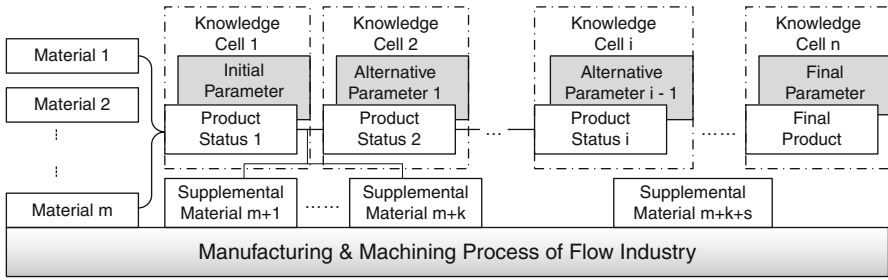 Knowledge
Cell 1
Knowledge
Cell 2
Knowledge
Cell i
Knowledge
Cell n
Material 1
Material 2
Material m
Initial
Parameter
Alternative
Parameter 1
Alternative
Parameter i - 1
Final
Parameter
Product
Status 1
Product
Status 2
...
Product
Status i
......
Final
Product
Supplemental
Material m+1
......
Supplemental
Material m+k
Supplemental
Material m+k+s
Manufacturing & Machining Process of Flow Industry